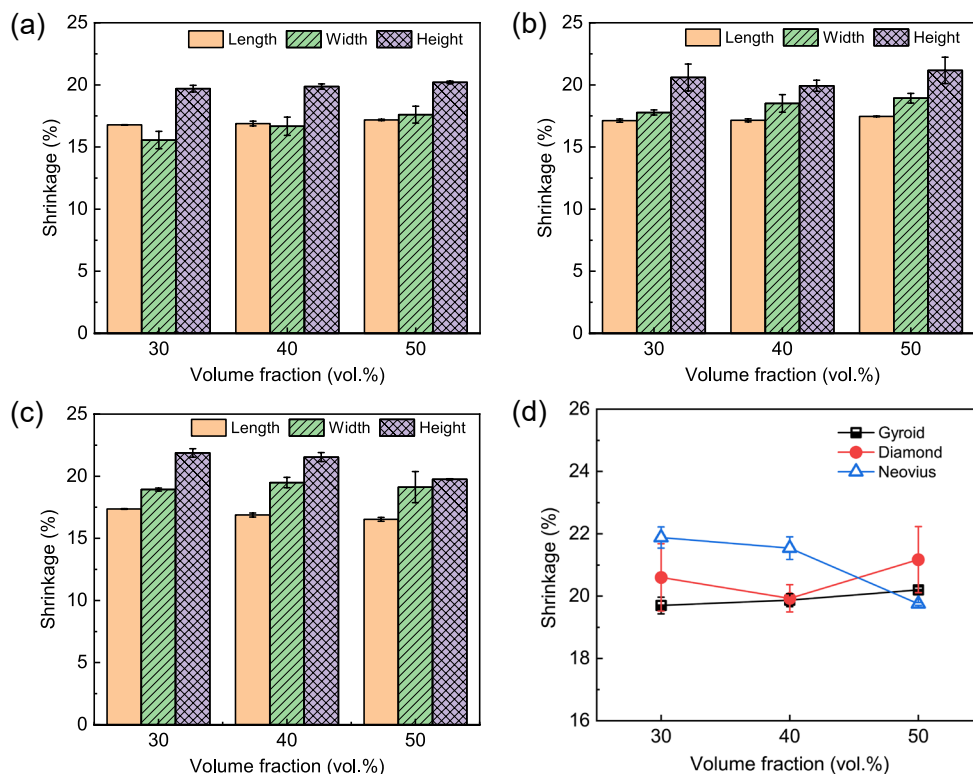 (a)
Length Width Height
Shrinkage (%)
25
20
15
10
5
0
30 40 50
Volume fraction (vol.%)
(b)
Length Width Height
Shrinkage (%)
25
20
15
10
5
0
30 40 50
Volume fraction (vol.%)
(c)
Length Width Height
Shrinkage (%)
25
20
15
10
5
0
30 40 50
Volume fraction (vol.%)
(d)
Gyroid
Diamond
Neovius
Shrinkage (%)
26
24
22
20
18
16
30 40 50
Volume fraction (vol.%)